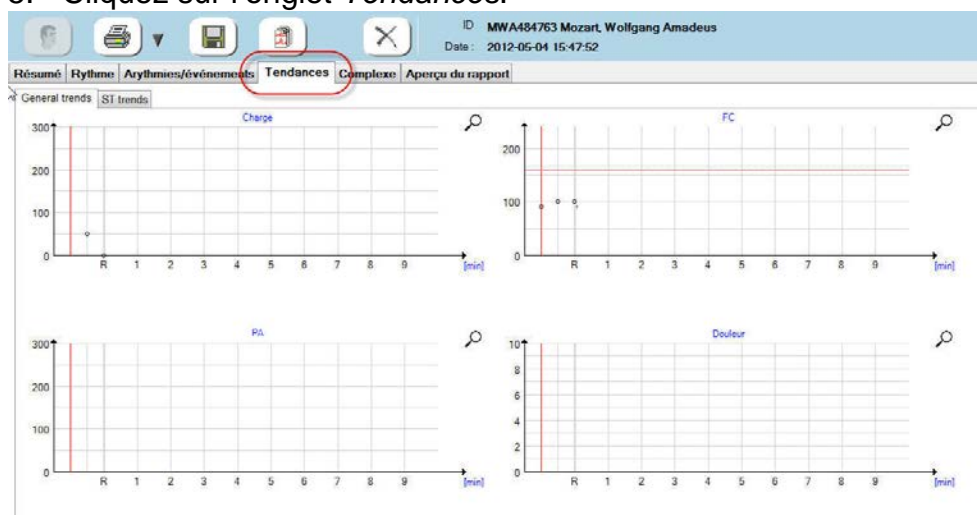 Cliquez sur l'onglet Tendances.
ID MWA484763 Mozart, Wolfgang Amadeus
Date : 2012-05-04 15:47:52
Résumé Rythme Arythmies/événements Tendances Complexe Aperçu du rapport
General trends ST trends
Charge
300
200
100
0
R 1 2 3 4 5 6 7 8 9 [min]
FC
200
100
0
R 1 2 3 4 5 6 7 8 9 [min]
PA
300
200
100
0
R 1 2 3 4 5 6 7 8 9 [min]
Douleur
10
8
6
4
2
0
R 1 2 3 4 5 6 7 8 9 [min]